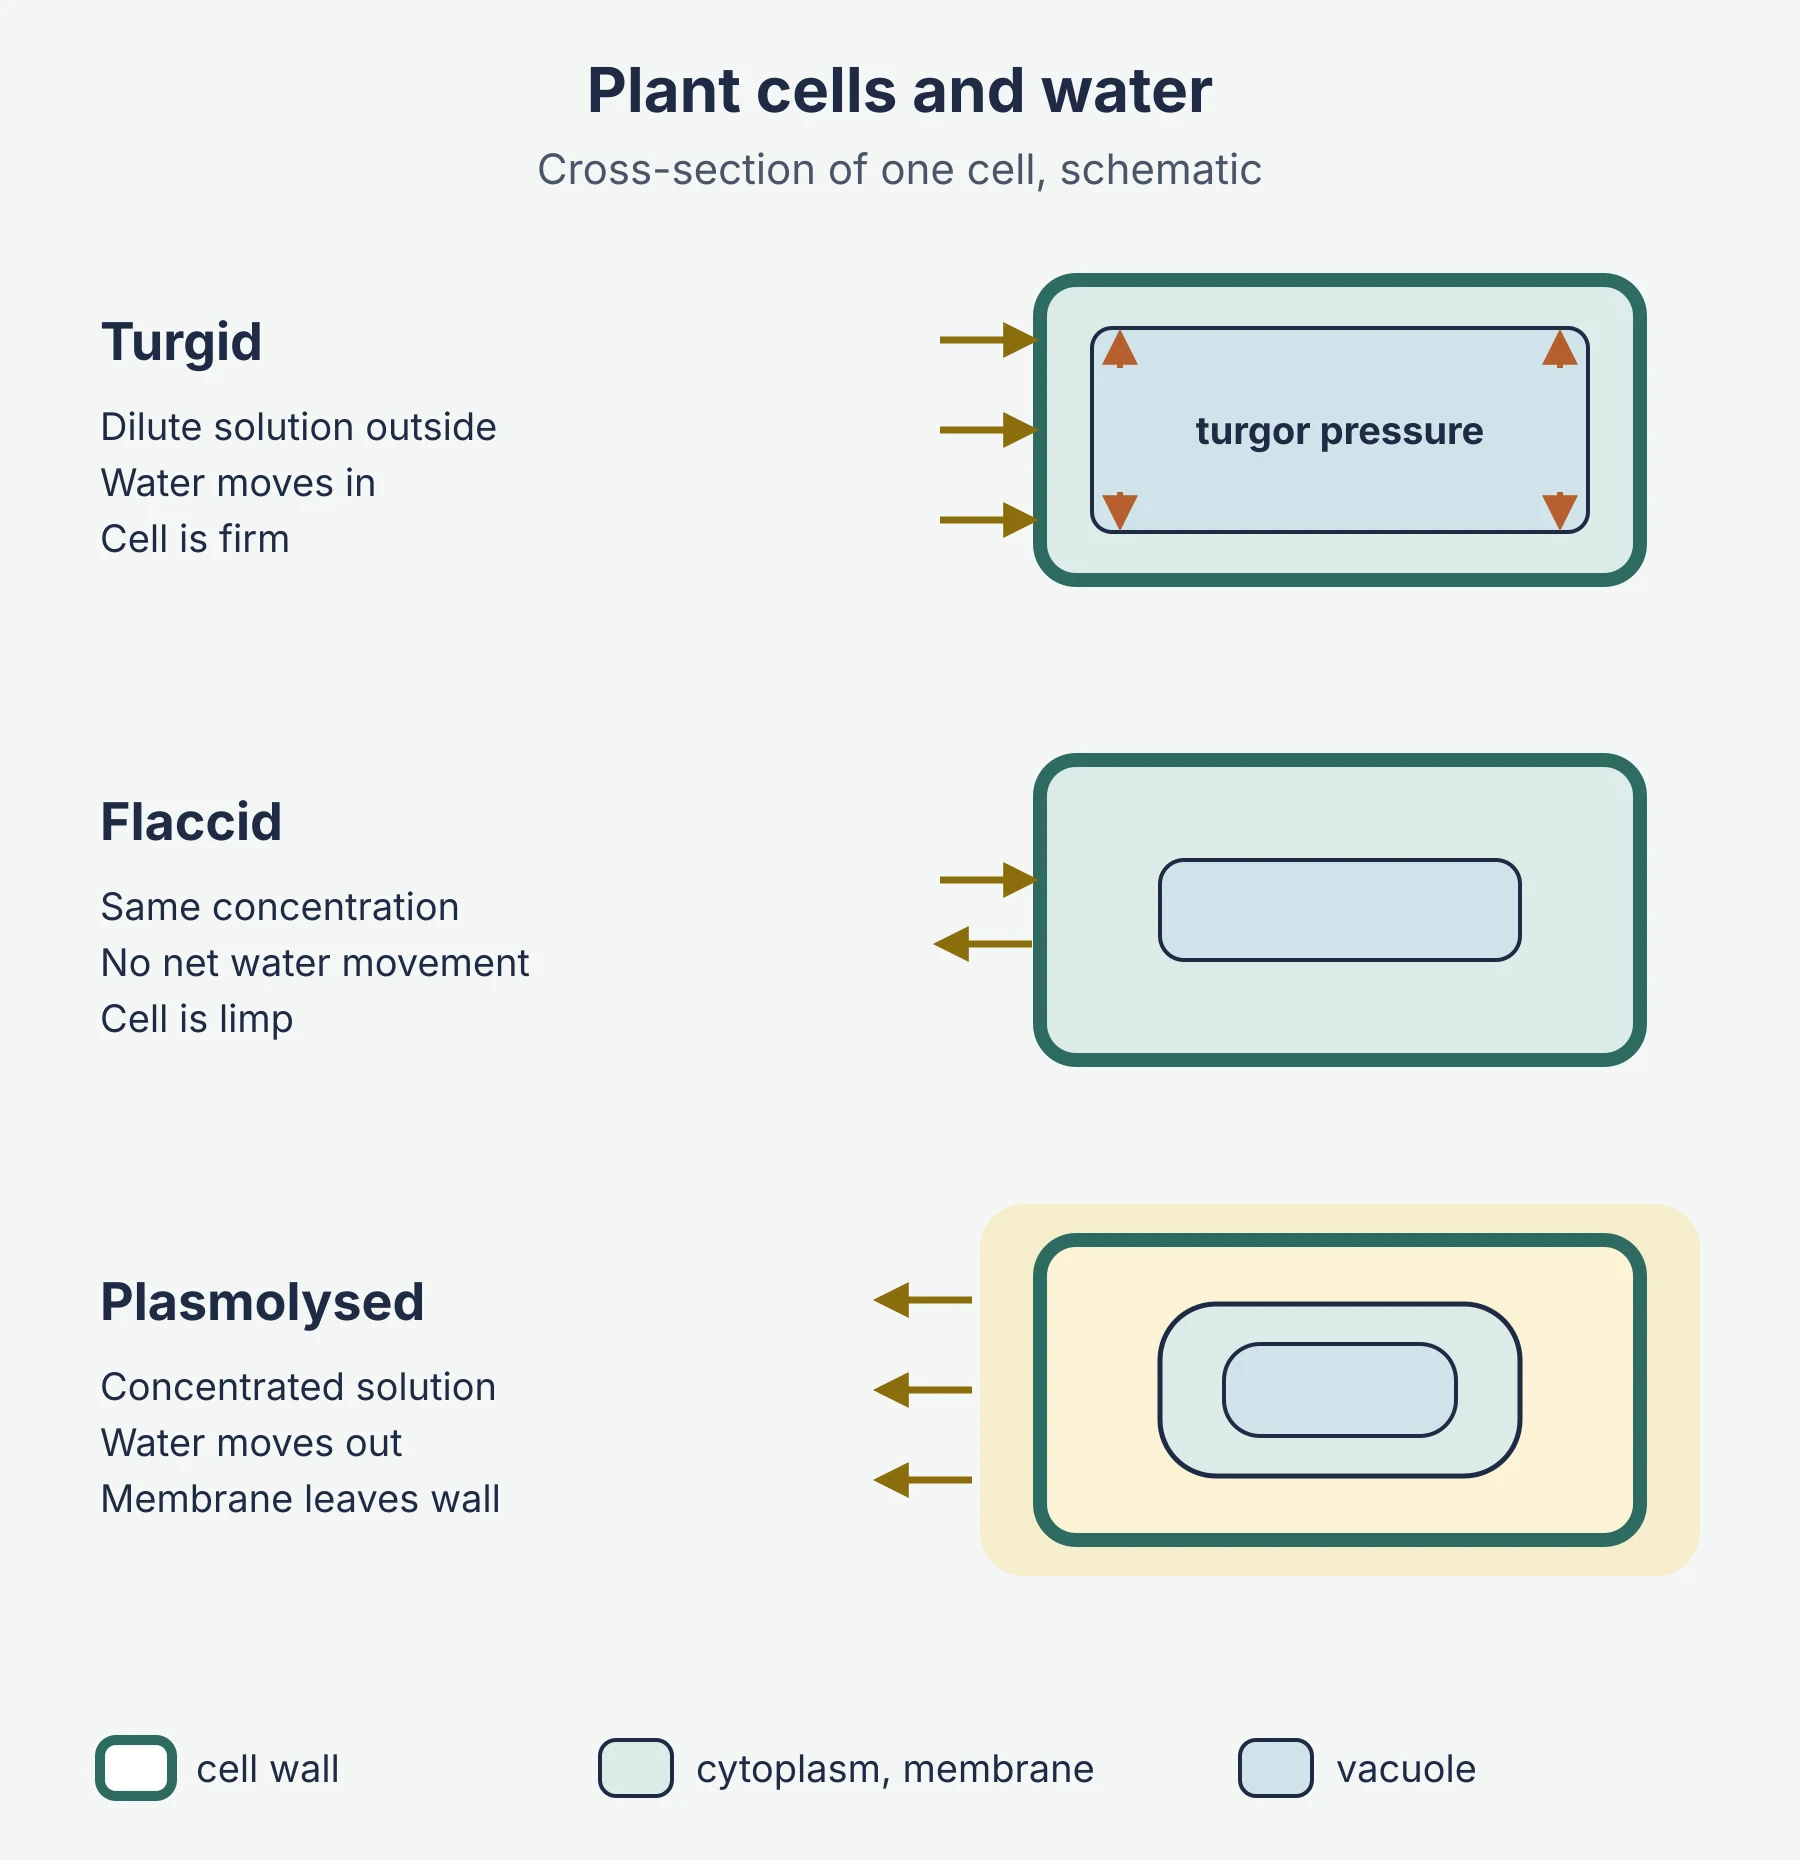 Plant cells and water
Cross-section of one cell, schematic
Turgid
Dilute solution outside
Water moves in
Cell is firm
turgor pressure
Flaccid
Same concentration
No net water movement
Cell is limp
Plasmolysed
Concentrated solution
Water moves out
Membrane leaves wall
cell wall
cytoplasm, membrane
vacuole